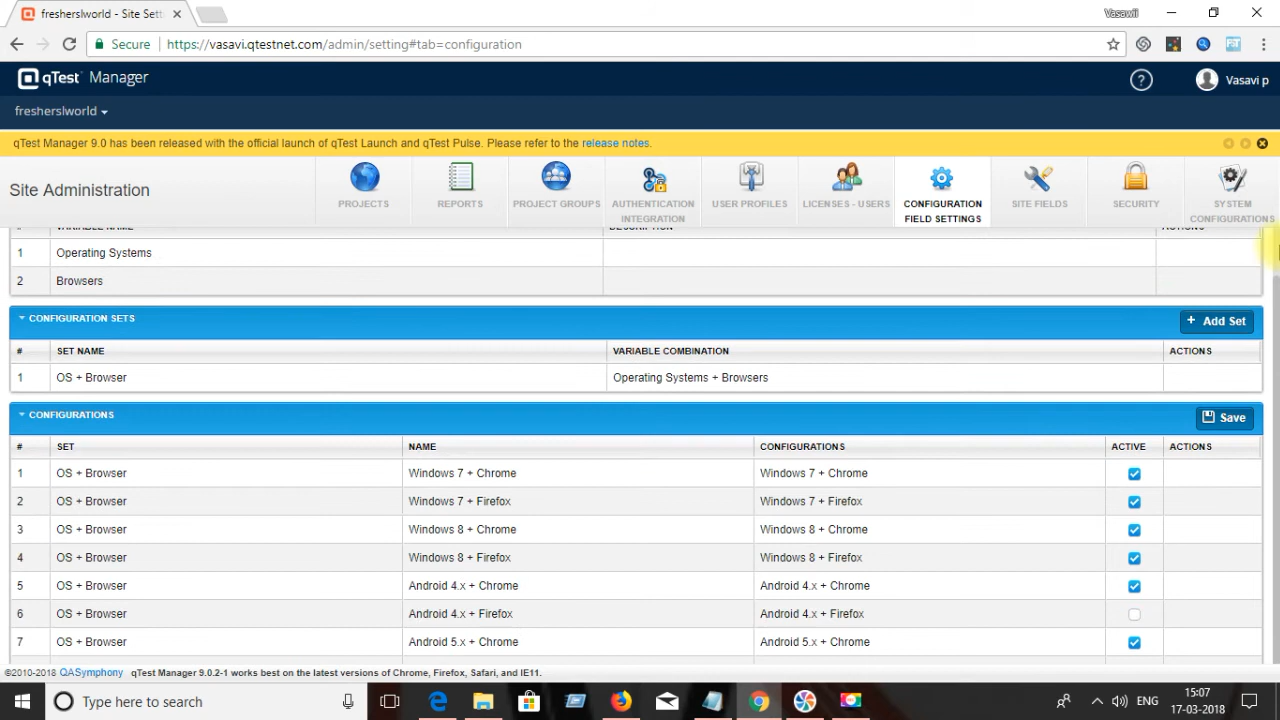 fresherslworld - Site Sett
Vasawii
Secure https://vasavi.qtestnet.com/admin/setting#tab=configuration
qTest Manager
Vasavi p
fresherslworld
qTest Manager 9.0 has been released with the official launch of qTest Launch and qTest Pulse. Please refer to the release notes.
Site Administration
PROJECTS
REPORTS
PROJECT GROUPS
AUTHENTICATION
INTEGRATION
USER PROFILES
LICENSES - USERS
CONFIGURATION
FIELD SETTINGS
SITE FIELDS
SECURITY
SYSTEM
CONFIGURATIONS
# VARIABLE NAME DESCRIPTION ACTIONS
1 Operating Systems
2 Browsers
CONFIGURATION SETS + Add Set
# SET NAME VARIABLE COMBINATION ACTIONS
1 OS + Browser Operating Systems + Browsers
CONFIGURATIONS Save
# SET NAME CONFIGURATIONS ACTIVE ACTIONS
1 OS + Browser Windows 7 + Chrome Windows 7 + Chrome
2 OS + Browser Windows 7 + Firefox Windows 7 + Firefox
3 OS + Browser Windows 8 + Chrome Windows 8 + Chrome
4 OS + Browser Windows 8 + Firefox Windows 8 + Firefox
5 OS + Browser Android 4.x + Chrome Android 4.x + Chrome
6 OS + Browser Android 4.x + Firefox Android 4.x + Firefox
7 OS + Browser Android 5.x + Chrome Android 5.x + Chrome
©2010-2018 QASymphony qTest Manager 9.0.2-1 works best on the latest versions of Chrome, Firefox, Safari, and IE11.
Type here to search
ENG
15:07
17-03-2018